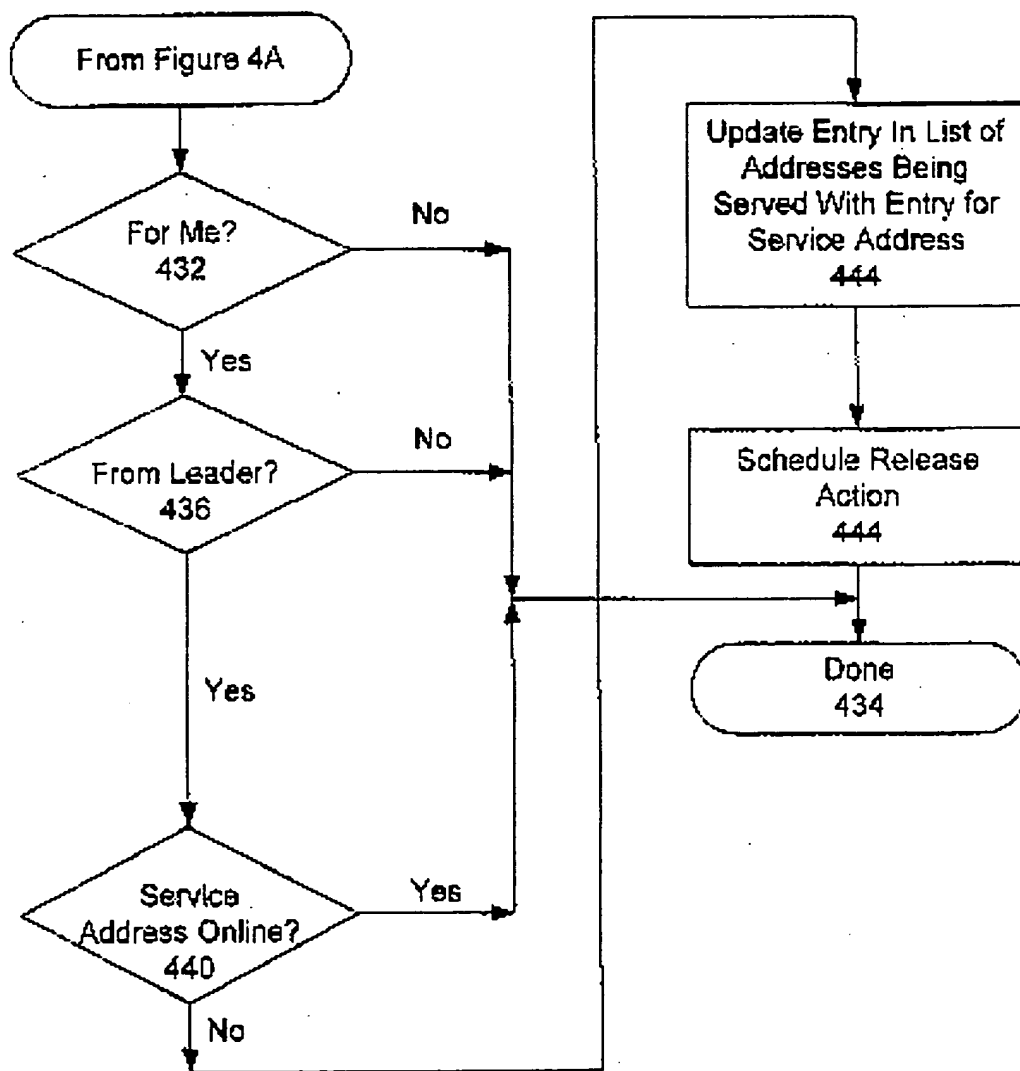 From Figure 4A
For Me?
432
No
Yes
From Leader?
436
No
Yes
Service
Address Online?
440
Yes
No
Update Entry In List of
Addresses Being
Served With Entry for
Service Address
444
Schedule Release
Action
444
Done
434